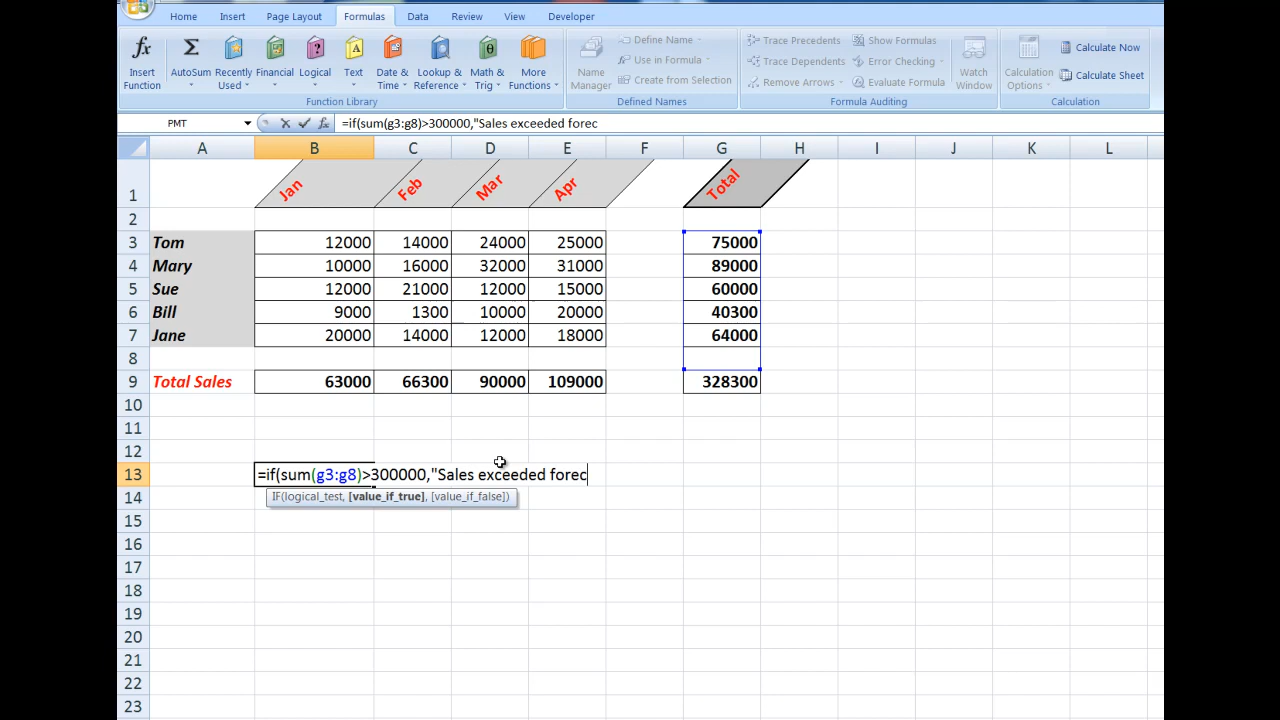 Home Insert Page Layout Formulas Data Review View Developer
fx Σ ? A θ
Insert Function AutoSum Recently Used Financial Logical Text Date & Time Lookup & Reference Math & Trig More Functions Name Manager Define Name Use in Formula Create from Selection Trace Precedents Trace Dependents Remove Arrows Show Formulas Error Checking Evaluate Formula Watch Window Calculation Options Calculate Now Calculate Sheet
Function Library Defined Names Formula Auditing Calculation
PMT fx =if(sum(g3:g8)>300000,"Sales exceeded forec
A B C D E F G H I J K L
1 Jan Feb Mar Apr Total
2
3 Tom 12000 14000 24000 25000 75000
4 Mary 10000 16000 32000 31000 89000
5 Sue 12000 21000 12000 15000 60000
6 Bill 9000 1300 10000 20000 40300
7 Jane 20000 14000 12000 18000 64000
8
9 Total Sales 63000 66300 90000 109000 328300
10
11
12
13 =if(sum(g3:g8)>300000,"Sales exceeded forec
14 IF(logical_test, [value_if_true], [value_if_false])
15
16
17
18
19
20
21
22
23